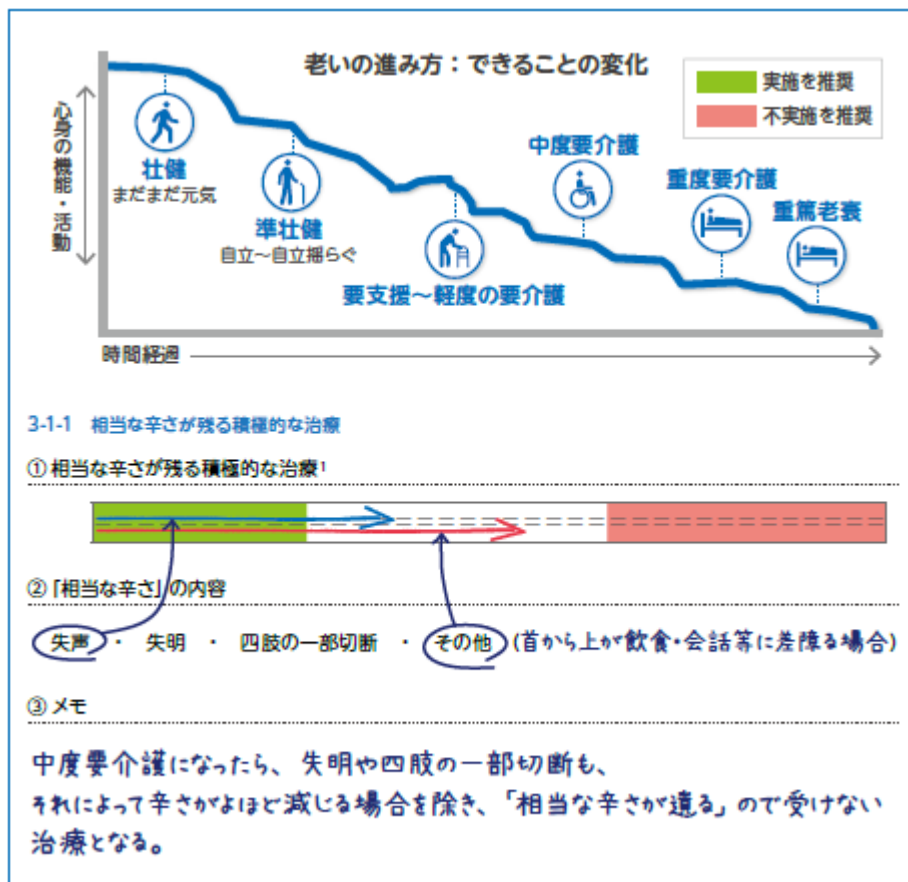 老いの進み方：できることの変化
実施を推奨
不実施を推奨
心身の機能・活動
壮健
まだまだ元気
準壮健
自立～自立揺らぐ
要支援～軽度の要介護
中度要介護
重度要介護
重篤老衰
時間経過
3-1-1 相当な辛さが残る積極的な治療
① 相当な辛さが残る積極的な治療1
② 「相当な辛さ」の内容
失声 ・ 失明 ・ 四肢の一部切断 ・ その他 (首から上が飲食・会話等に差障る場合)
③ メモ
中度要介護になったら、失明や四肢の一部切断も、
それによって辛さがよほど減じる場合を除き、「相当な辛さが遺る」ので受けない
治療となる。